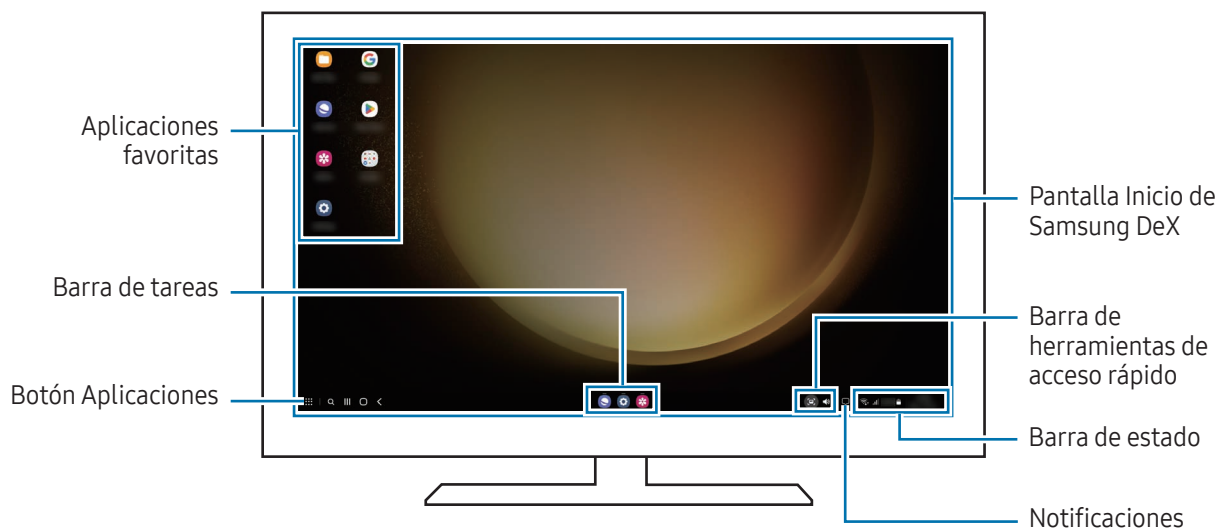 Aplicaciones
favoritas
Barra de tareas
Botón Aplicaciones
Pantalla Inicio de
Samsung DeX
Barra de
herramientas de
acceso rápido
Barra de estado
Notificaciones